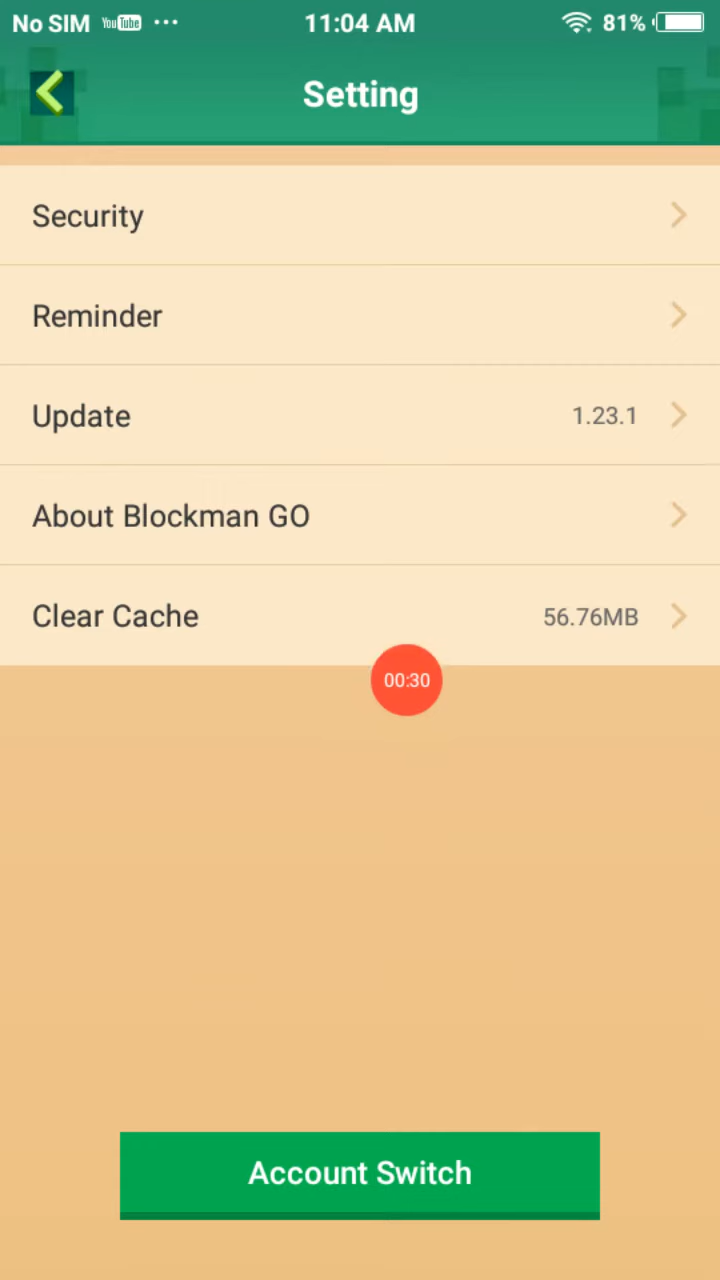 No SIM YouTube ••• 11:04 AM 81%
Setting
Security
Reminder
Update 1.23.1
About Blockman GO
Clear Cache 56.76MB
00:30
Account Switch